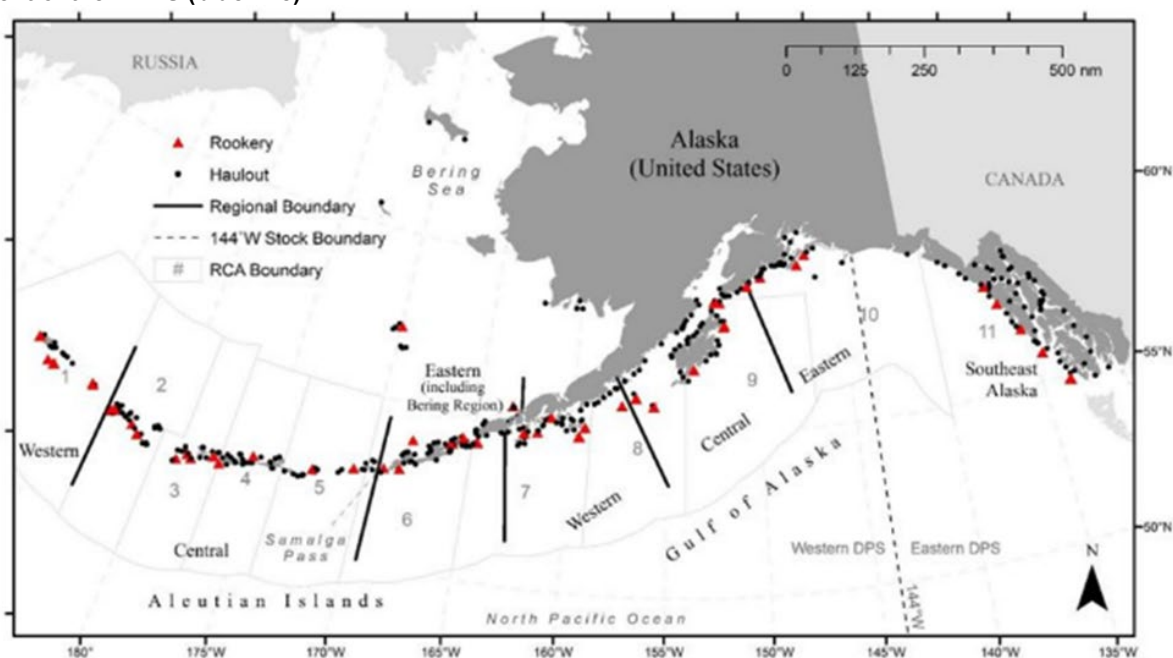 RUSSIA
0 125 250 500 nm
Rookery
Haulout
Regional Boundary
144°W Stock Boundary
# RCA Boundary
Bering
Sea
Alaska
(United States)
CANADA
60°N
55°N
50°N
1
2
3
4
5
6
7
8
9
10
11
Western
Central
Samalga
Pass
Eastern
(including
Bering Region)
Western
Central
Eastern
Southeast
Alaska
Gulf of Alaska
Western DPS
Eastern DPS
144°W
N
Aleutian Islands
North Pacific Ocean
180° 175°W 170°W 165°W 160°W 155°W 150°W 145°W 140°W 135°W